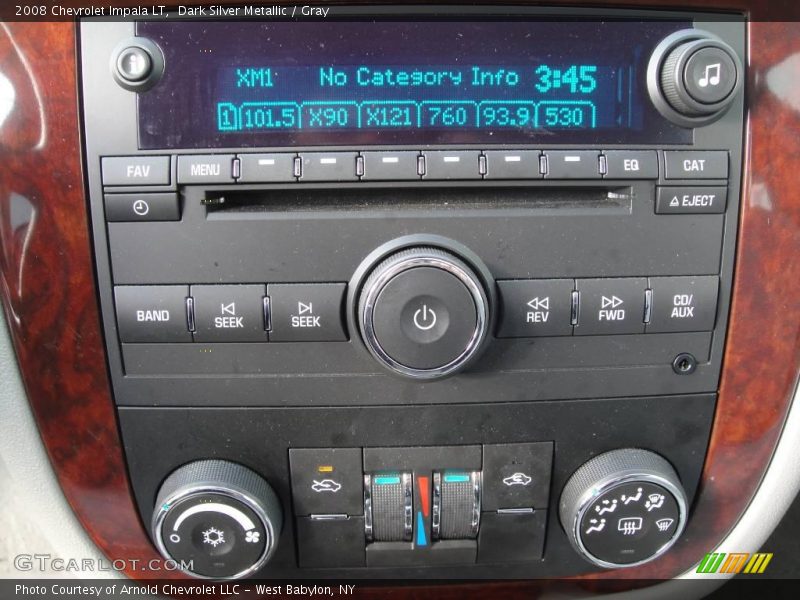 2008 Chevrolet Impala LT, Dark Silver Metallic / Gray
XM1 No Category Info 3:45
1 101.5 X90 X121 760 93.9 530
FAV MENU EQ CAT
EJECT
BAND SEEK SEEK REV FWD CD/
AUX
GTCARLOT.COM
Photo Courtesy of Arnold Chevrolet LLC - West Babylon, NY